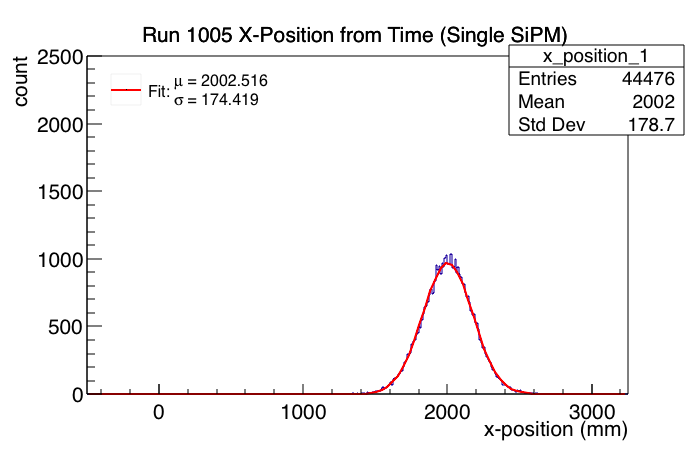 Run 1005 X-Position from Time (Single SiPM)
x_position_1
Entries 44476
Mean 2002
Std Dev 178.7
Fit: μ = 2002.516
σ = 174.419
count
2500
2000
1500
1000
500
0
0 1000 2000 3000
x-position (mm)